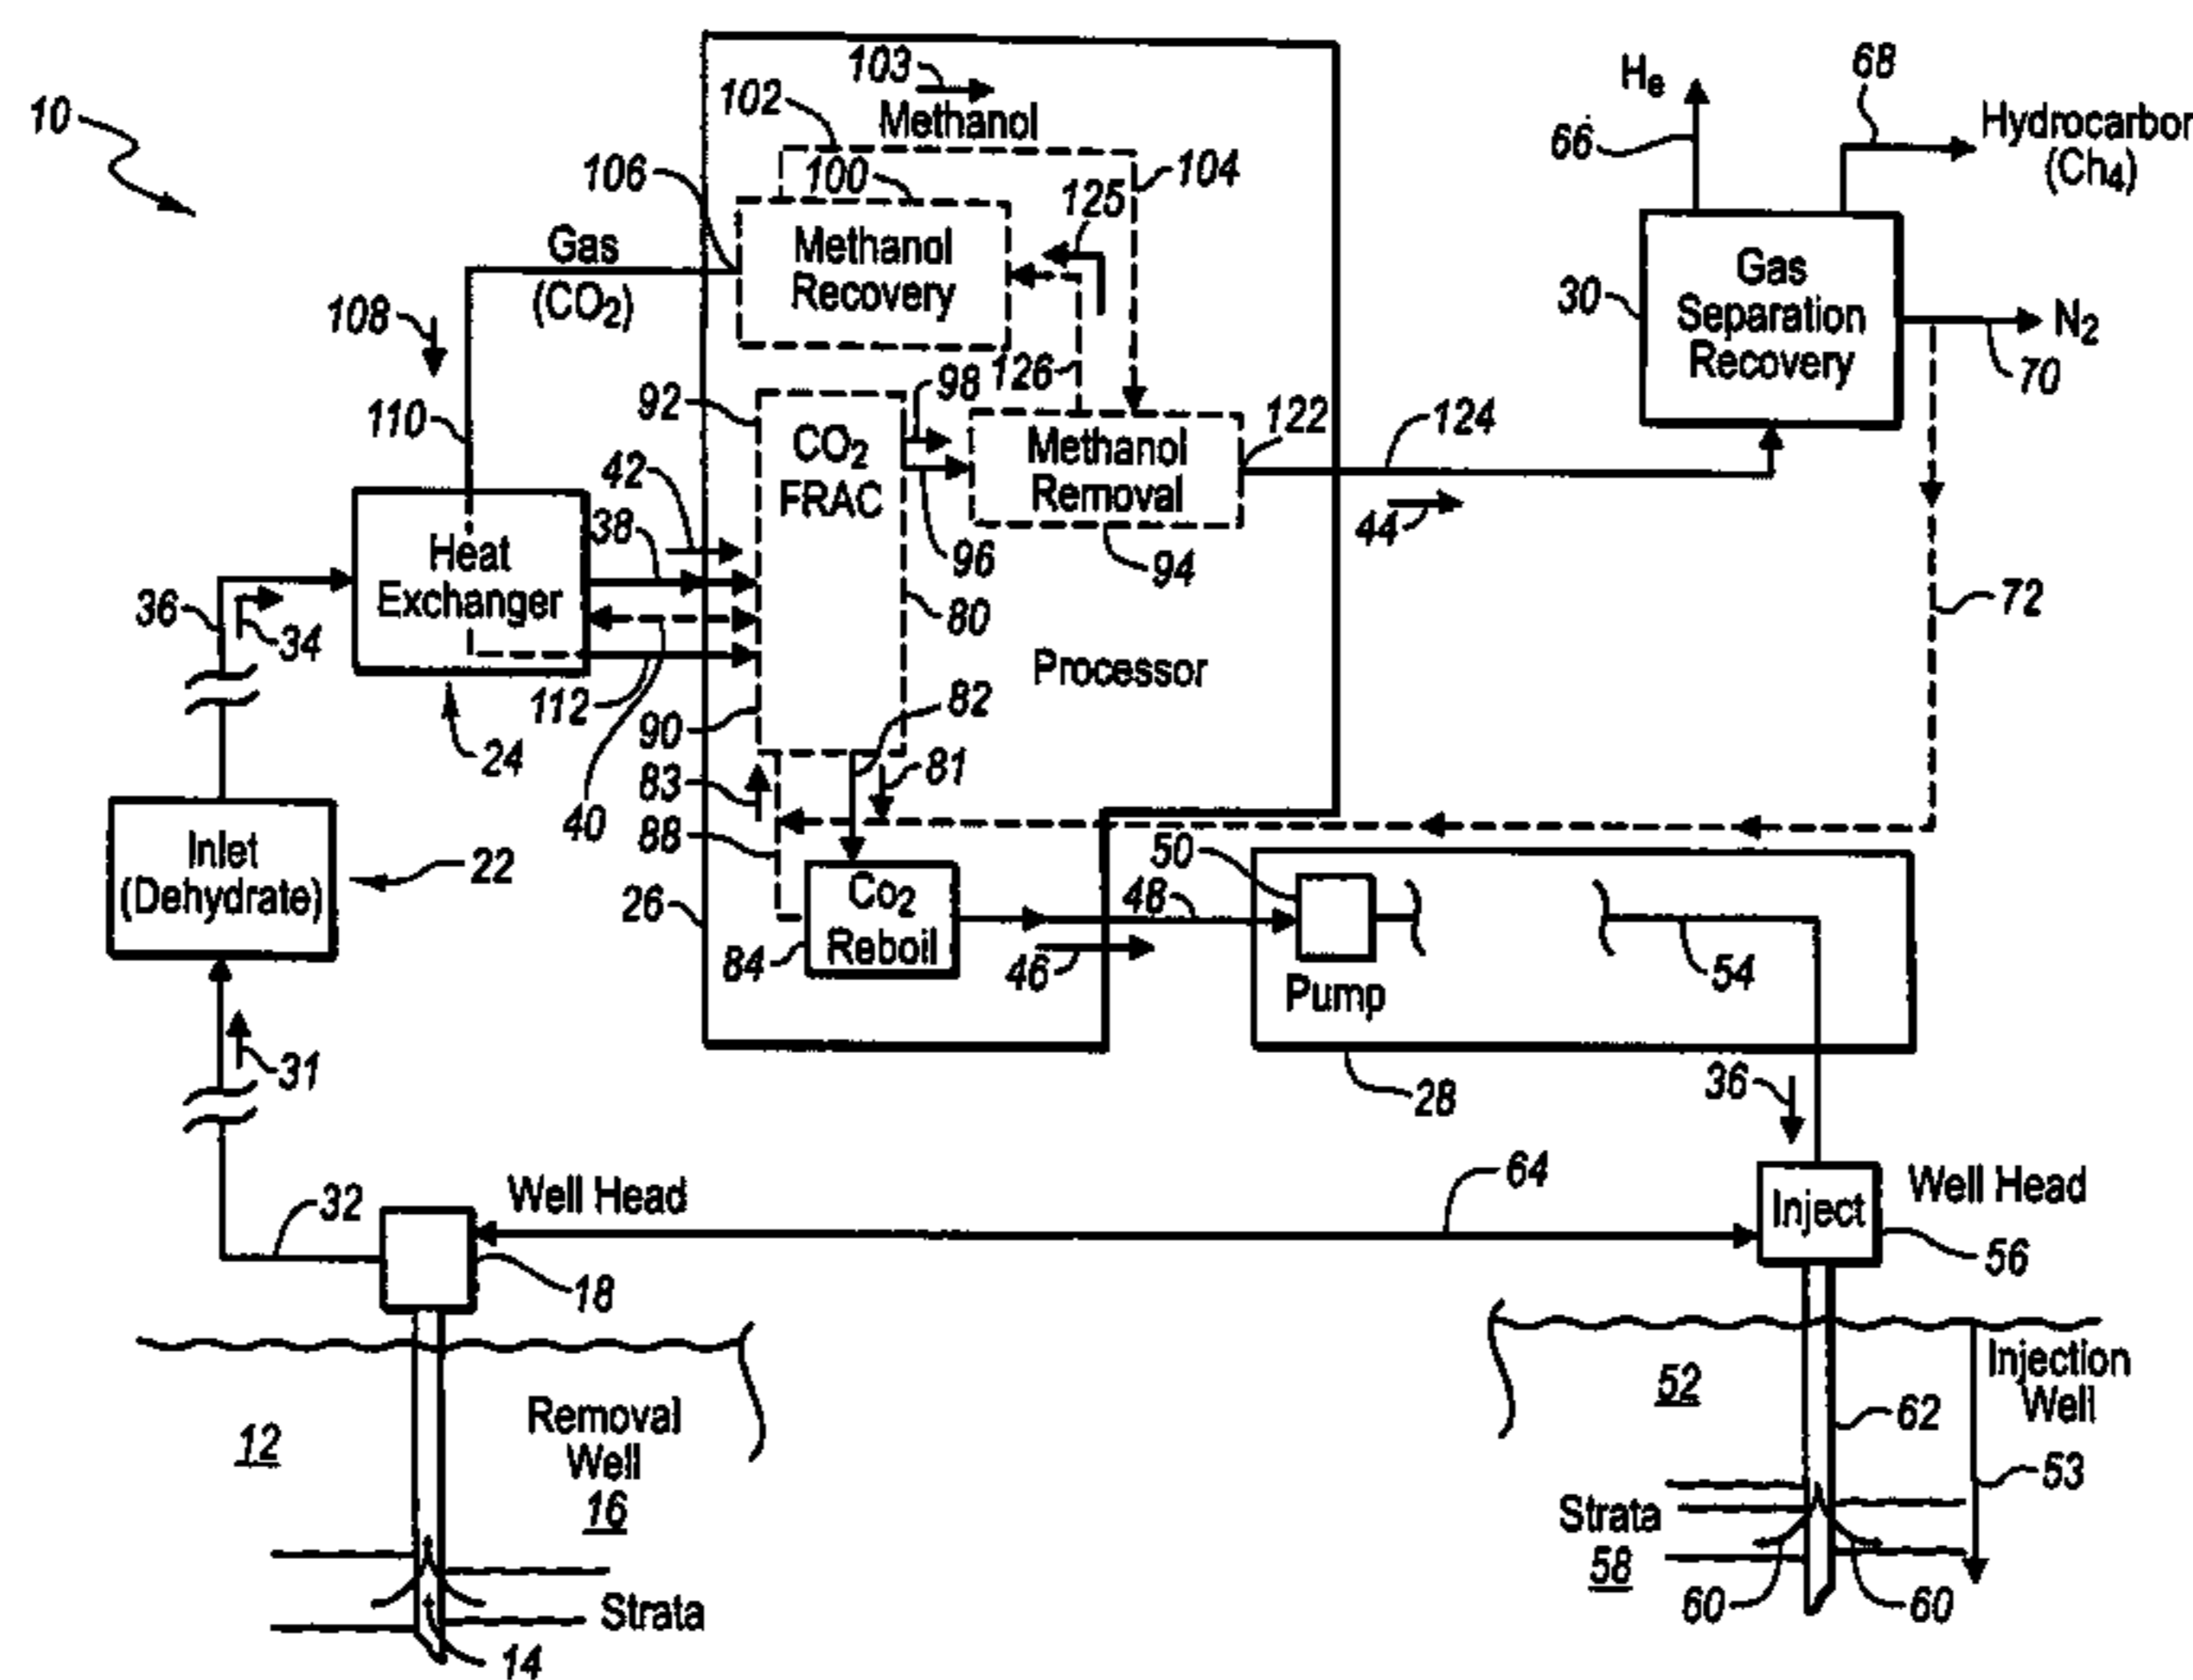 10
103
Methanol
102
100
104
106
125
Methanol
Recovery
Gas
(CO2)
108
110
126
He
66
68
Hydrocarbon
(Ch4)
Gas
Separation
Recovery
30
N2
70
92
CO2
FRAC
98
Methanol
Removal
122
124
44
42
38
96
94
Heat
Exchanger
36
34
80
72
Processor
112
90
82
24
83
81
40
88
Inlet
(Dehydrate)
22
26
Co2
Reboil
84
48
46
50
Pump
54
31
28
36
32
Well Head
64
Inject
Well Head
18
56
12
Removal
Well
16
52
Injection
Well
62
53
Strata
58
60
60
Strata
14